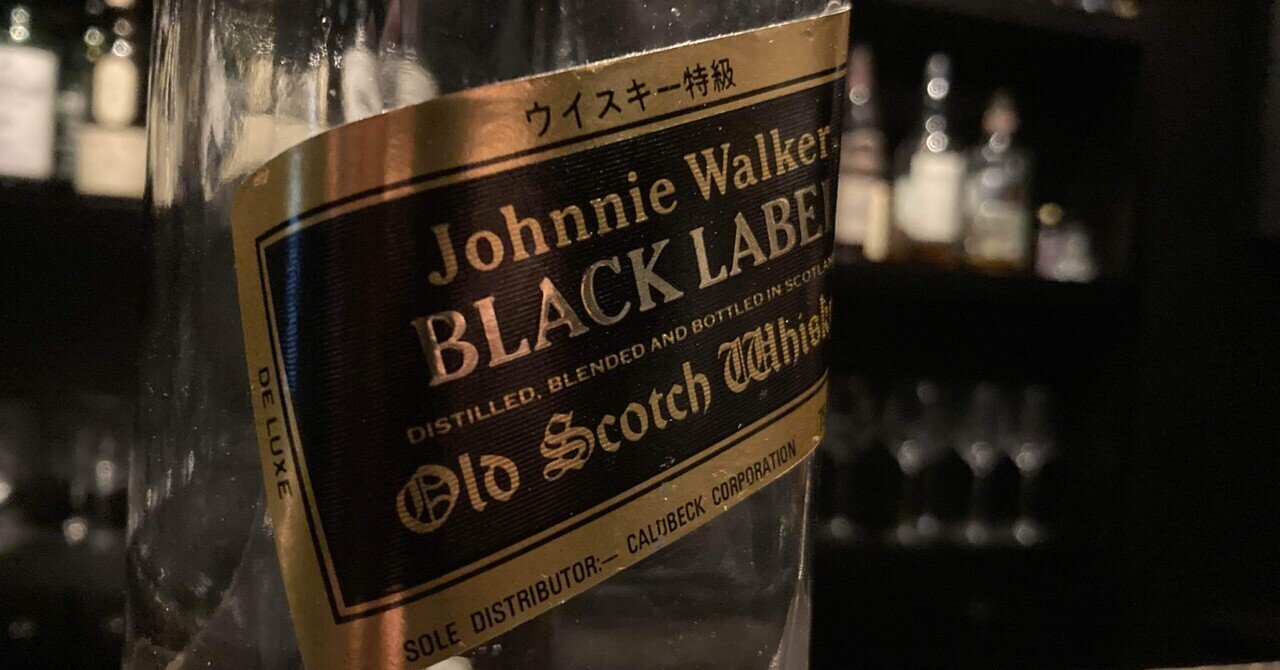 ウイスキー特級
Johnnie Walker
BLACK LABEL
DISTILLED, BLENDED AND BOTTLED IN SCOTLAND
Old Scotch Whisky
DE LUXE
SOLE DISTRIBUTOR:— CALDBECK CORPORATION